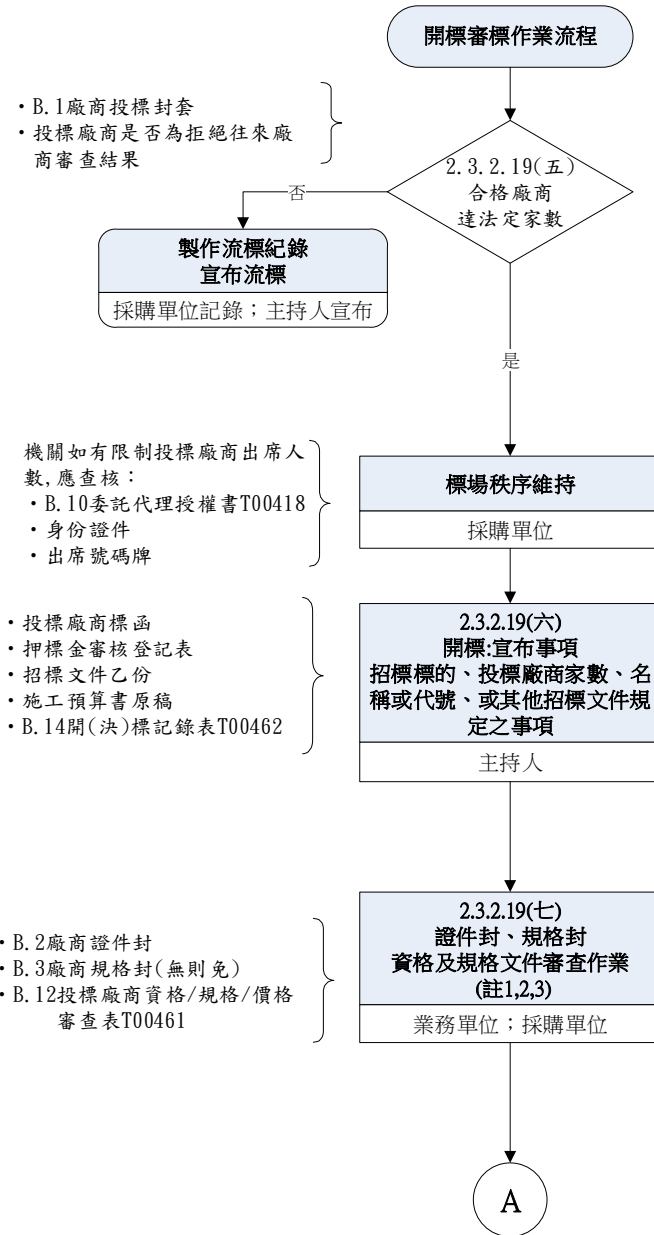 開標審標作業流程
・B.1廠商投標封套
・投標廠商是否為拒絕往來廠
商審查結果
2.3.2.19(五)
合格廠商
達法定家數
否
製作流標紀錄
宣布流標
採購單位記錄；主持人宣布
是
機關如有限制投標廠商出席人
數,應查核：
・B.10委託代理授權書T00418
・身份證件
・出席號碼牌
標場秩序維持
採購單位
・投標廠商標函
・押標金審核登記表
・招標文件乙份
・施工預算書原稿
・B.14開(決)標記錄表T00462
2.3.2.19(六)
開標:宣布事項
招標標的、投標廠商家數、名
稱或代號、或其他招標文件規
定之事項
主持人
・B.2廠商證件封
・B.3廠商規格封(無則免)
・B.12投標廠商資格/規格/價格
審查表T00461
2.3.2.19(七)
證件封、規格封
資格及規格文件審查作業
(註1,2,3)
業務單位；採購單位
A